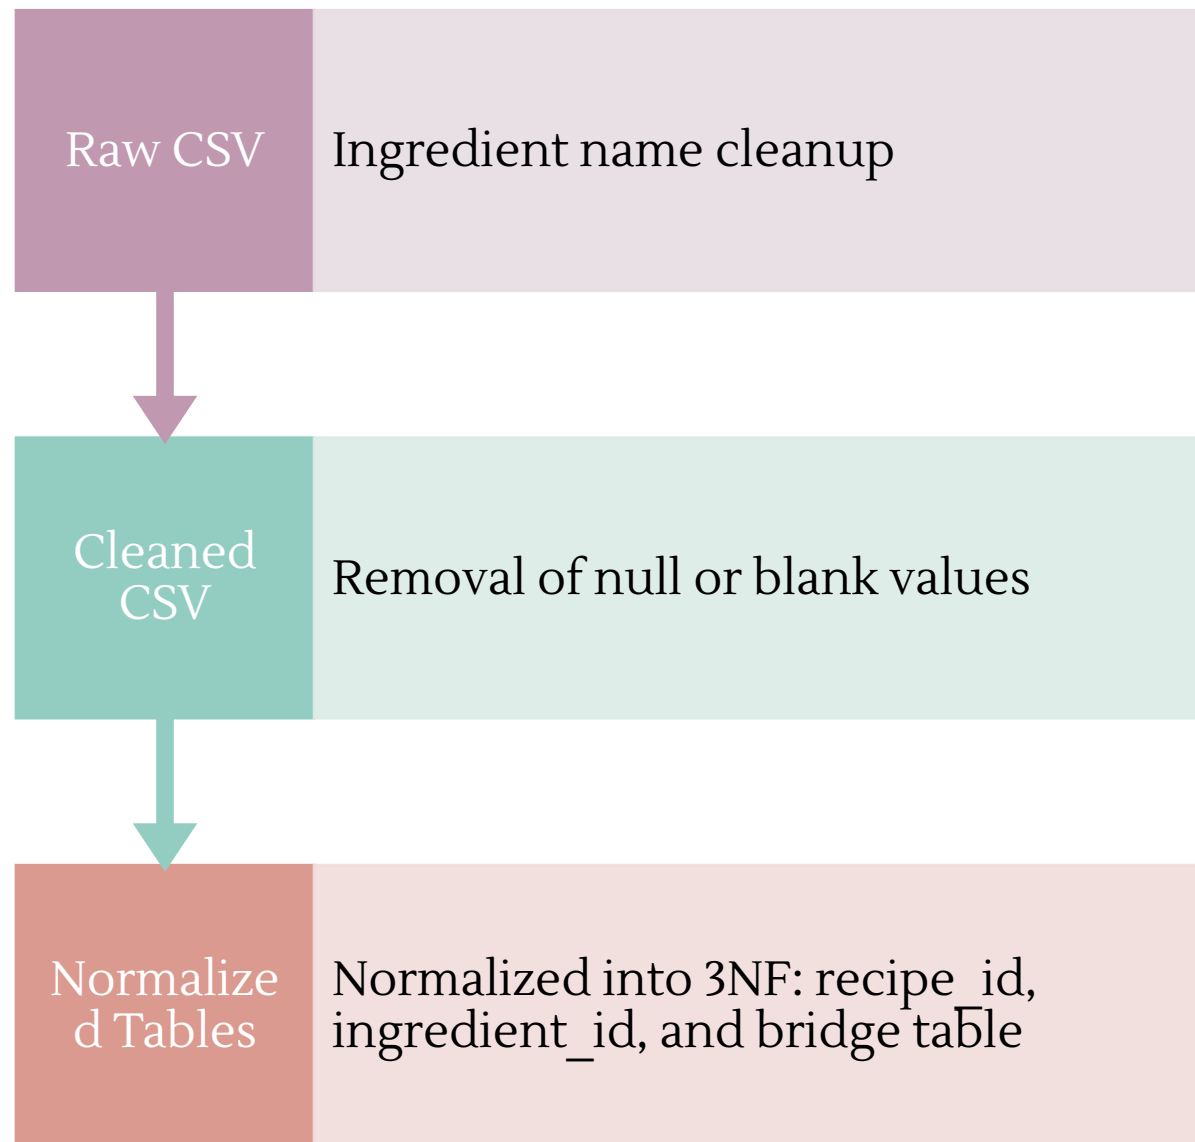 Raw CSV
Ingredient name cleanup
Cleaned
CSV
Removal of null or blank values
Normalize
d Tables
Normalized into 3NF: recipe_id,
ingredient_id, and bridge table